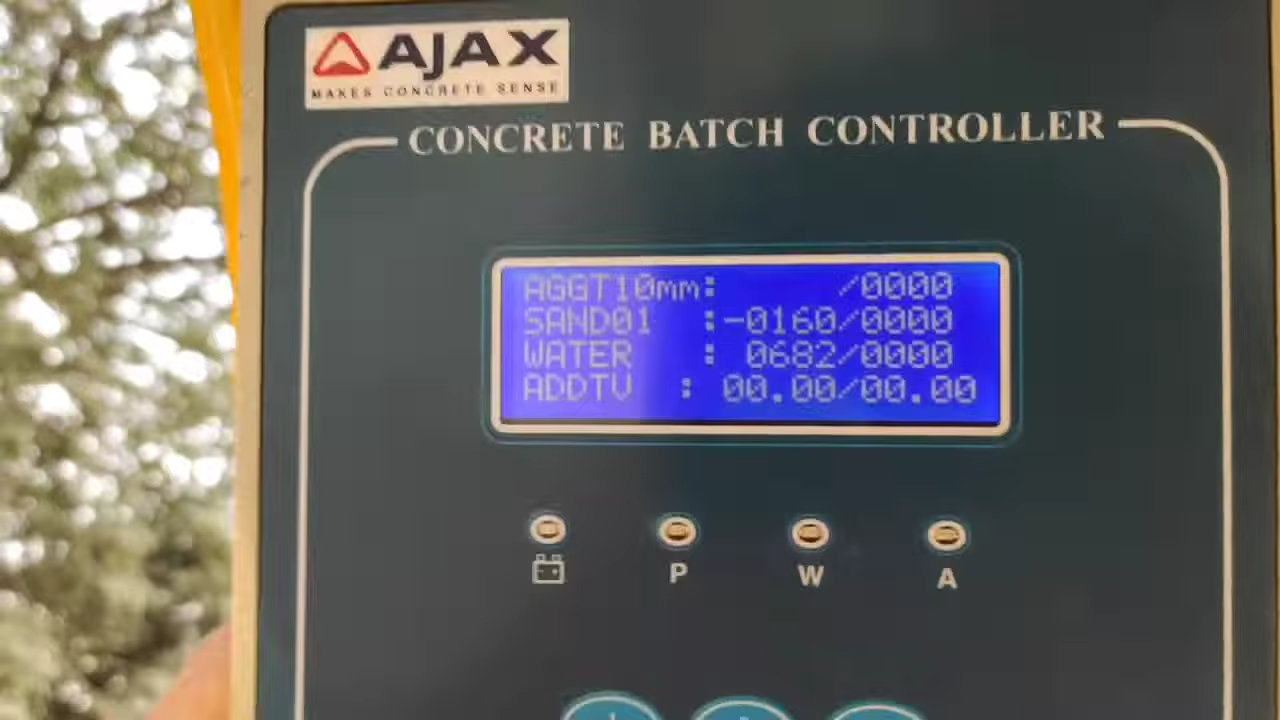 AJAX
MAKES CONCRETE SENSE
CONCRETE BATCH CONTROLLER
AGGT10mm: /0000
SAND01 :-0160/0000
WATER : 0682/0000
ADDTV : 00.00/00.00
P W A